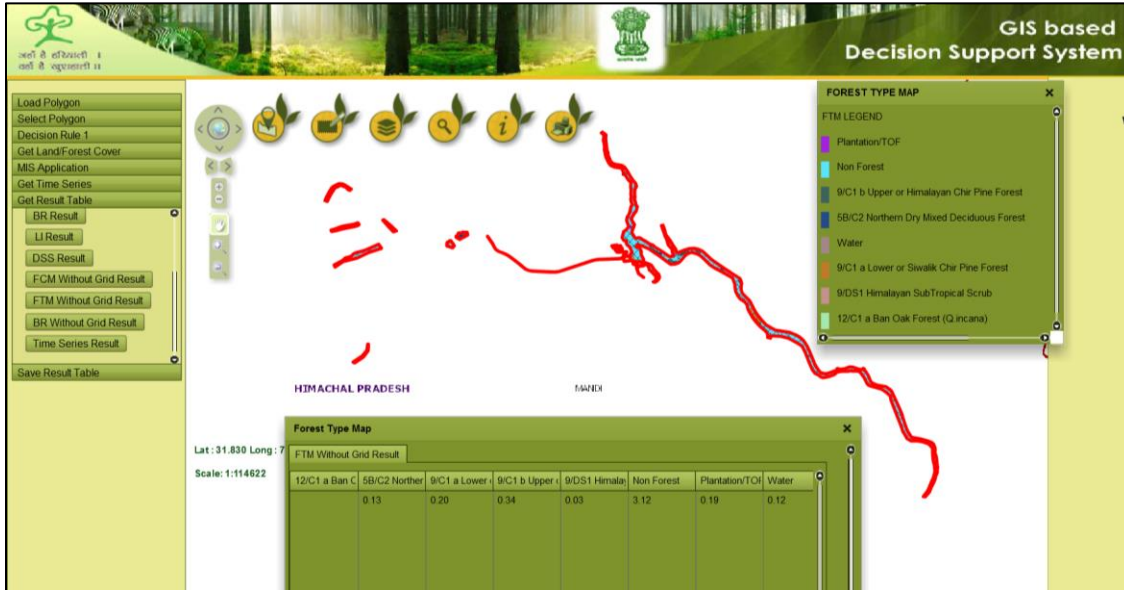 जहाँ है हरियाली ।
वहाँ है खुशहाली ॥
GIS based
Decision Support System
Load Polygon
Select Polygon
Decision Rule 1
Get Land/Forest Cover
MIS Application
Get Time Series
Get Result Table
BR Result
LI Result
DSS Result
FCM Without Grid Result
FTM Without Grid Result
BR Without Grid Result
Time Series Result
Save Result Table
FOREST TYPE MAP
FTM LEGEND
Plantation/TOF
Non Forest
9/C1 b Upper or Himalayan Chir Pine Forest
5B/C2 Northern Dry Mixed Deciduous Forest
Water
9/C1 a Lower or Siwalik Chir Pine Forest
9/DS1 Himalayan SubTropical Scrub
12/C1 a Ban Oak Forest (Q.incana)
HIMACHAL PRADESH
MANDI
Lat : 31.830 Long : 7
Scale: 1:114622
Forest Type Map
FTM Without Grid Result
12/C1 a Ban C 5B/C2 Norther 9/C1 a Lower 9/C1 b Upper 9/DS1 Himala Non Forest Plantation/TOF Water
0.13 0.20 0.34 0.03 3.12 0.19 0.12